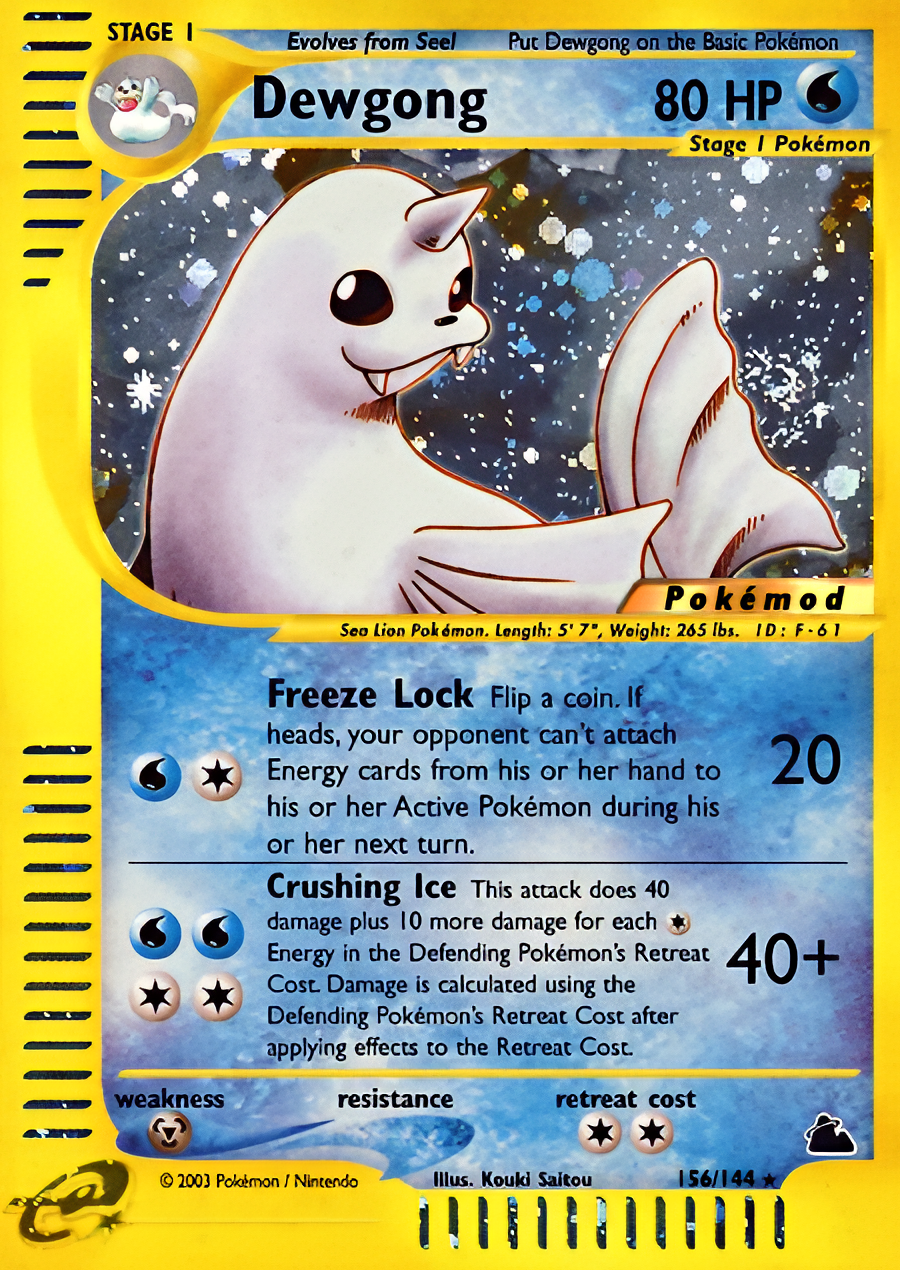 STAGE 1
Evolves from Seel
Put Dewgong on the Basic Pokémon
Dewgong
80 HP
Stage 1 Pokémon
Pokémod
Sea Lion Pokémon. Length: 5' 7", Weight: 265 lbs. ID: F-61
Freeze Lock Flip a coin. If
heads, your opponent can't attach
Energy cards from his or her hand to
his or her Active Pokémon during his
or her next turn.
20
Crushing Ice This attack does 40
damage plus 10 more damage for each
Energy in the Defending Pokémon's Retreat
Cost. Damage is calculated using the
Defending Pokémon's Retreat Cost after
applying effects to the Retreat Cost.
40+
weakness
resistance
retreat cost
© 2003 Pokémon / Nintendo
Illus. Kouki Saitou
156/144 ★